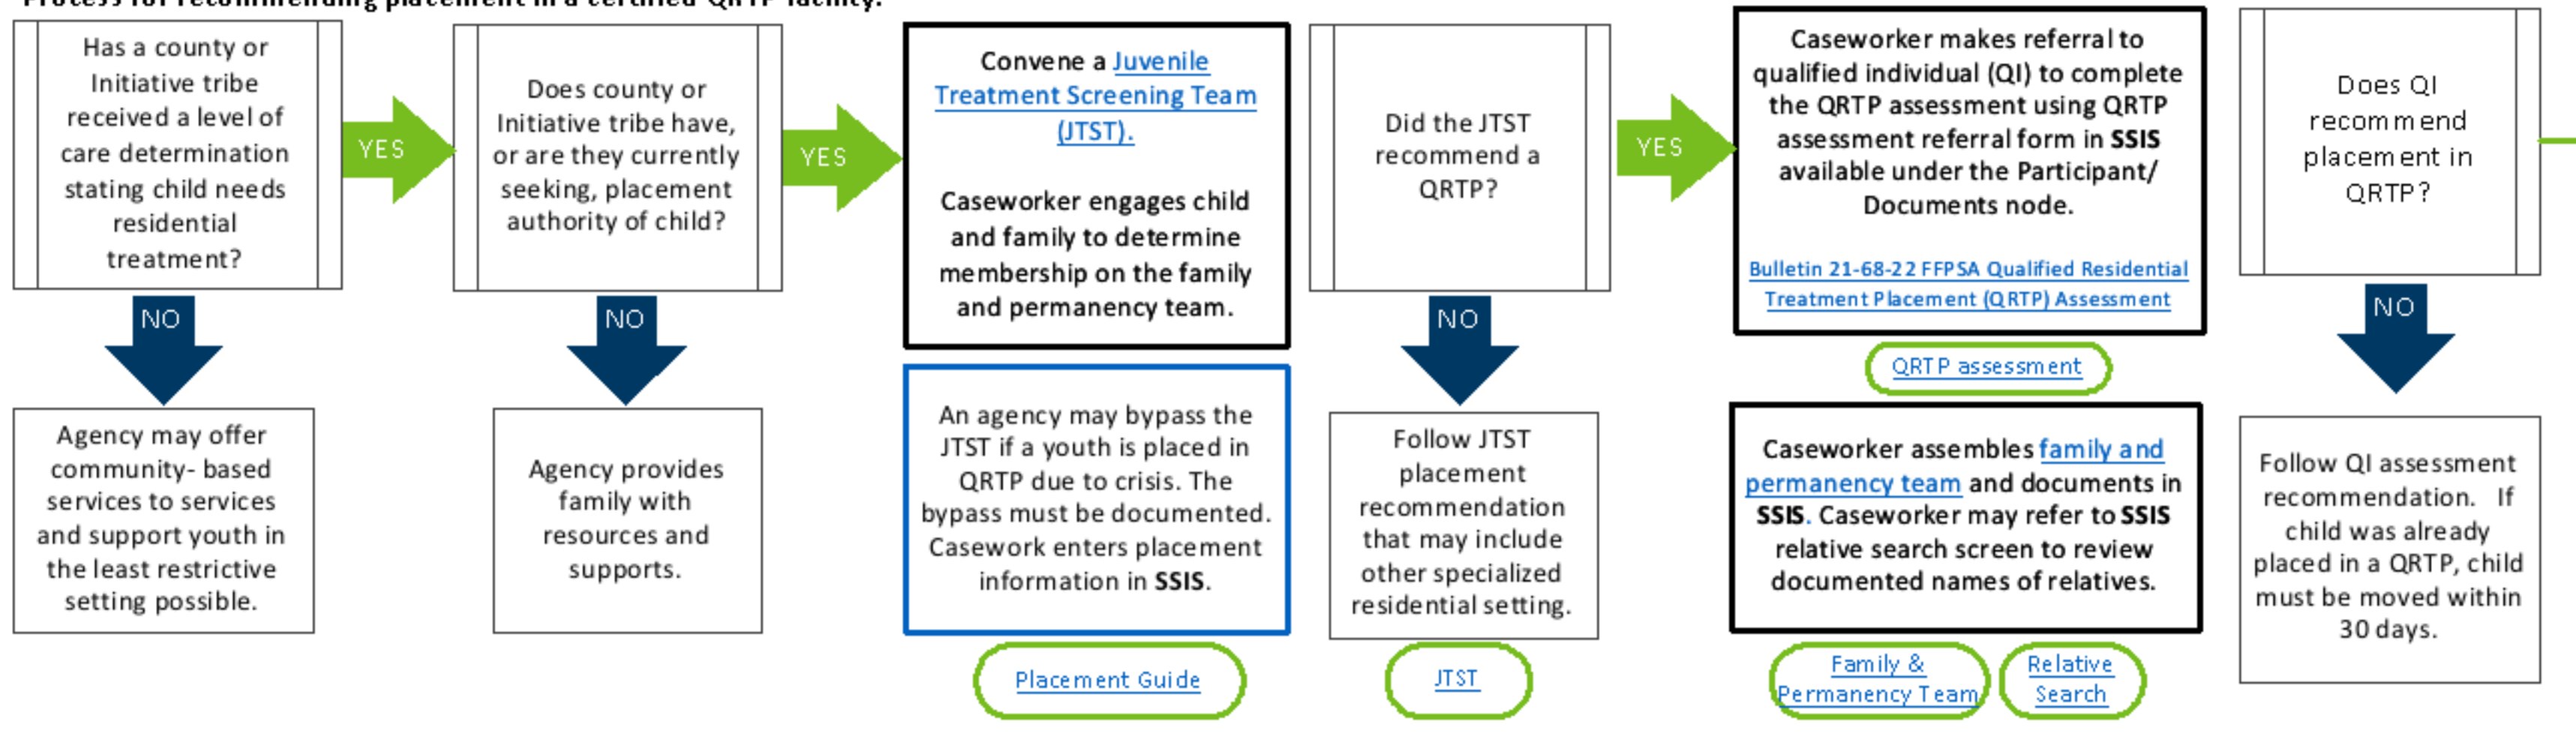 Process for recommending placement in a certified QRTP facility.
Has a county or
Initiative tribe
received a level of
care determination
stating child needs
residential
treatment?
YES
NO
Agency may offer
community- based
services to services
and support youth in
the least restrictive
setting possible.
Does county or
Initiative tribe have,
or are they currently
seeking, placement
authority of child?
YES
NO
Agency provides
family with
resources and
supports.
Convene a Juvenile
Treatment Screening Team
(JTST).
Caseworker engages child
and family to determine
membership on the family
and permanency team.
An agency may bypass the
JTST if a youth is placed in
QRTP due to crisis. The
bypass must be documented.
Casework enters placement
information in SSIS.
Placement Guide
Did the JTST
recommend a
QRTP?
YES
NO
Follow JTST
placement
recommendation
that may include
other specialized
residential setting.
JTST
Caseworker makes referral to
qualified individual (QI) to complete
the QRTP assessment using QRTP
assessment referral form in SSIS
available under the Participant/
Documents node.
Bulletin 21-68-22 FFPSA Qualified Residential
Treatment Placement (QRTP) Assessment
QRTP assessment
Caseworker assembles family and
permanency team and documents in
SSIS. Caseworker may refer to SSIS
relative search screen to review
documented names of relatives.
Family &
Permanency Team
Relative
Search
Does QI
recommend
placement in
QRTP?
NO
Follow QI assessment
recommendation. If
child was already
placed in a QRTP, child
must be moved within
30 days.